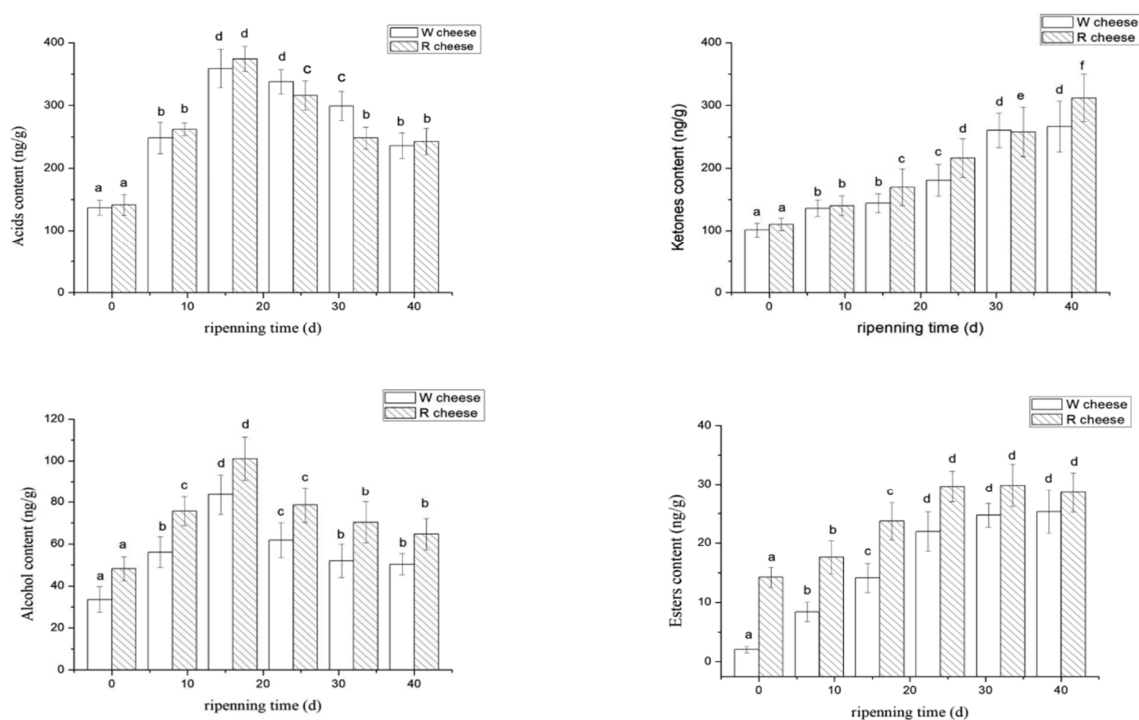 W cheese
R cheese
400
300
200
100
0
Acids content (ng/g)
a a b b d d d c c b b b
0 10 20 30 40
ripenning time (d)
W cheese
R cheese
400
300
200
100
0
Ketones content (ng/g)
a a b b b c c d d e d f
0 10 20 30 40
ripenning time (d)
W cheese
R cheese
120
100
80
60
40
20
0
Alcohol content (ng/g)
a a b c d d c c b b b b
0 10 20 30 40
ripenning time (d)
W cheese
R cheese
40
30
20
10
0
Esters content (ng/g)
a a b b c c d d d d d d
0 10 20 30 40
ripenning time (d)